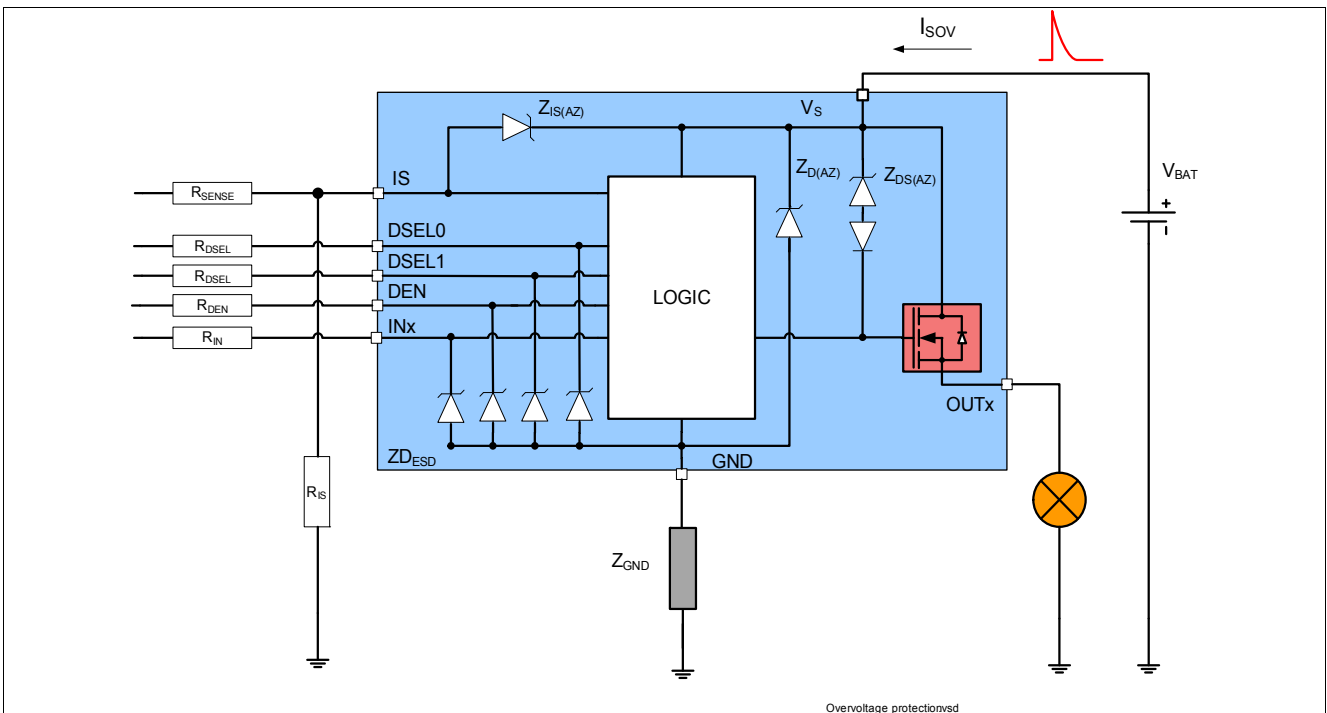 I_SOV
Z_IS(AZ)
V_S
IS
R_SENSE
Z_D(AZ)
Z_DS(AZ)
V_BAT
+
DSEL0
R_DSEL
DSEL1
R_DSEL
DEN
R_DEN
LOGIC
INx
R_IN
OUTx
ZD_ESD
GND
R_IS
Z_GND
Overvoltage protectionvsd